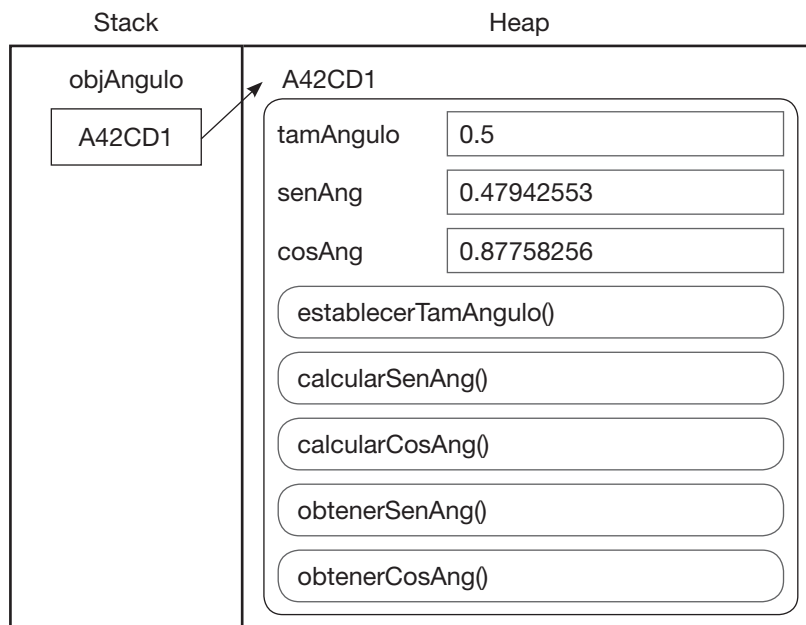 Stack Heap
objAngulo A42CD1
A42CD1
tamAngulo 0.5
senAng 0.47942553
cosAng 0.87758256
establecerTamAngulo()
calcularSenAng()
calcularCosAng()
obtenerSenAng()
obtenerCosAng()